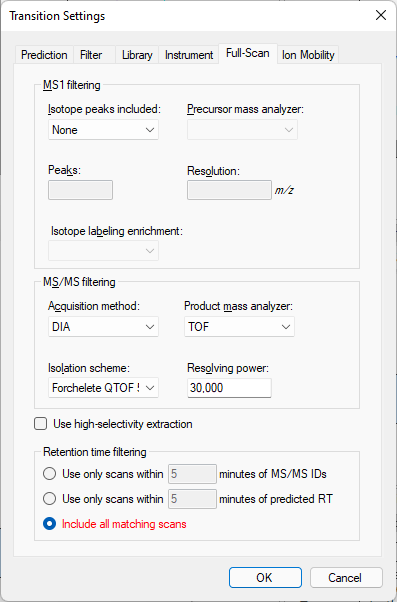 Transition Settings
Prediction Filter Library Instrument Full-Scan Ion Mobility
MS1 filtering
Isotope peaks included: Precursor mass analyzer:
None
Peaks: Resolution:
m/z
Isotope labeling enrichment:
MS/MS filtering
Acquisition method: Product mass analyzer:
DIA TOF
Isolation scheme: Resolving power:
Forchelete QTOF 30,000
Use high-selectivity extraction
Retention time filtering
Use only scans within 5 minutes of MS/MS IDs
Use only scans within 5 minutes of predicted RT
Include all matching scans
OK Cancel